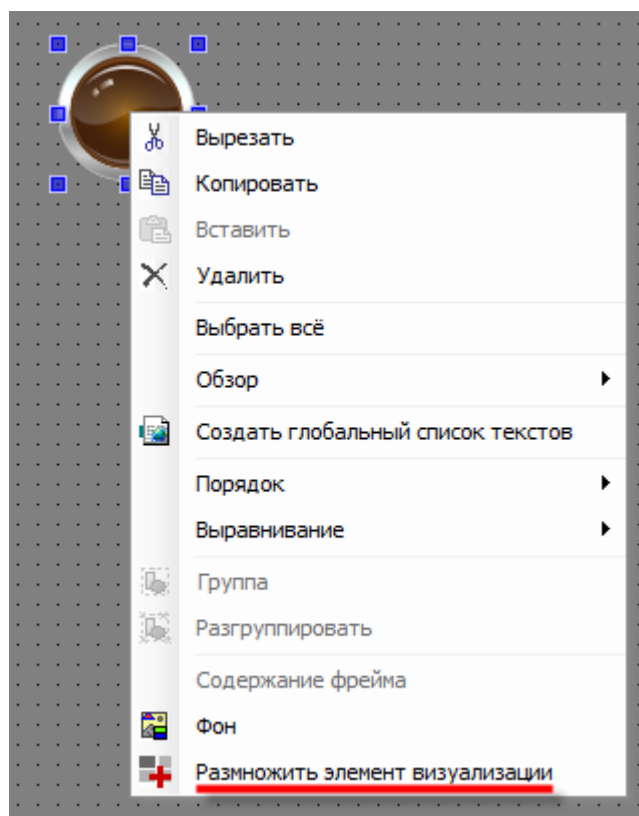 Вырезать
Копировать
Вставить
Удалить
Выбрать всё
Обзор
Создать глобальный список текстов
Порядок
Выравнивание
Группа
Разгруппировать
Содержание фрейма
Фон
Размножить элемент визуализации